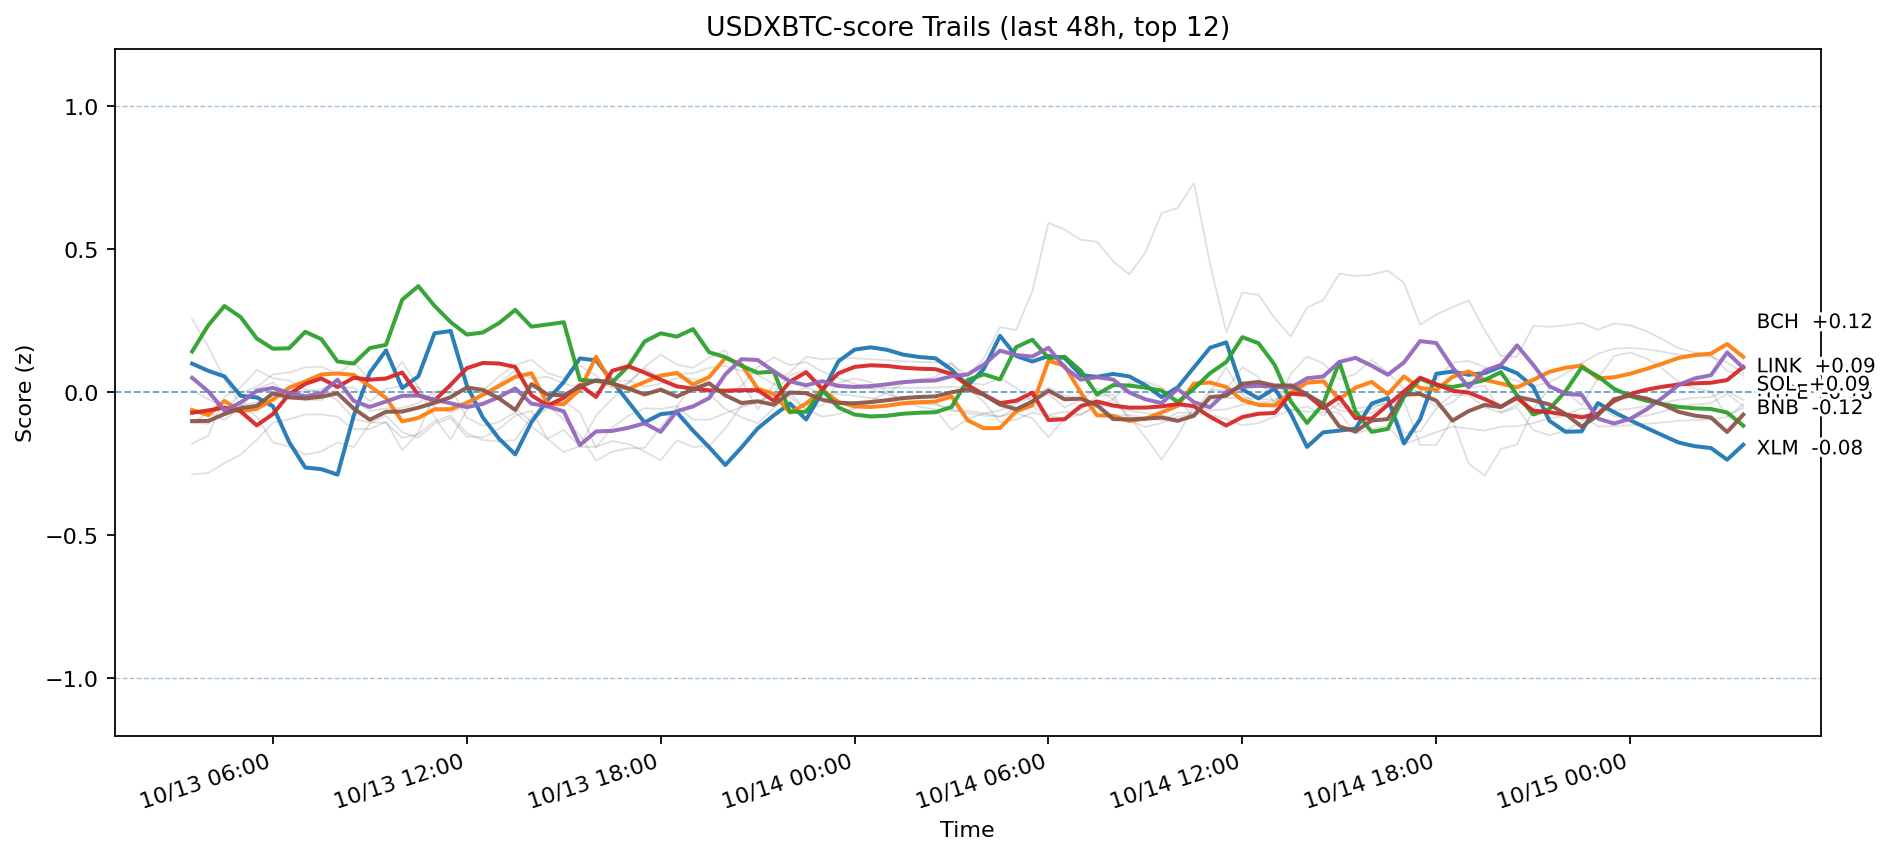 USDXBTC-score Trails (last 48h, top 12)
Score (z)
1.0
0.5
0.0
−0.5
−1.0
BCH +0.12
LINK +0.09
SOL +0.09
BNB -0.12
XLM -0.08
10/13 06:00
10/13 12:00
10/13 18:00
10/14 00:00
10/14 06:00
10/14 12:00
10/14 18:00
10/15 00:00
Time